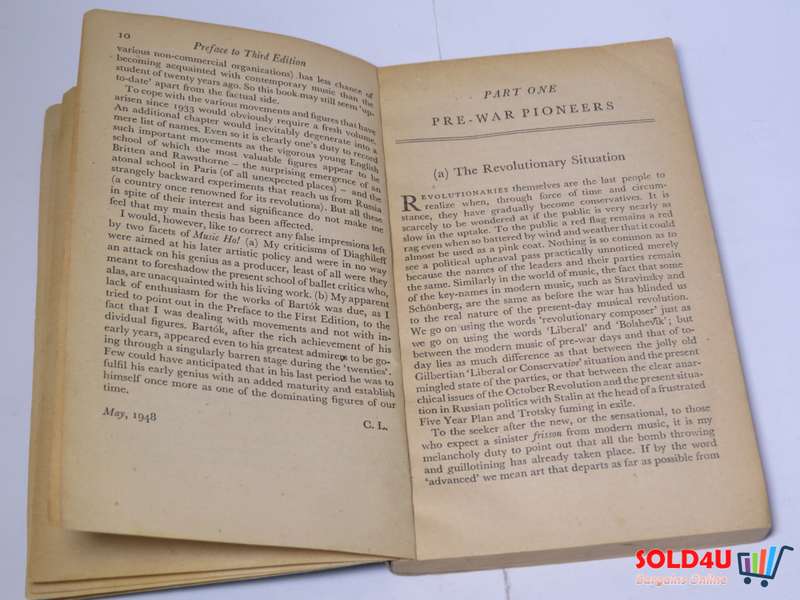 10
Preface to Third Edition
various non-commercial organizations) has less chance of
becoming acquainted with contemporary music than the
student of twenty years ago. So this book may still seem 'up-
to-date' apart from the factual side.
To cope with the various movements and figures that have
arisen since 1933 would obviously require a fresh volume.
An additional chapter would inevitably degenerate into a
mere list of names. Even so it is clearly one's duty to record
such important movements as the vigorous young English
school of which the most valuable figures appear to be
Britten and Rawsthorne – the surprising emergence of an
atonal school in Paris (of all unexpected places) – and the
strangely backward experiments that reach us from Russia
(a country once renowned for its revolutions). But all these
in spite of their interest and significance do not make me
feel that my main thesis has been affected.
I would, however, like to correct any false impressions left
by two facets of Music Ho! (a) My criticisms of Diaghileff
were aimed at his later artistic policy and were in no way
an attack on his genius as a producer, least of all were they
meant to foreshadow the present school of ballet critics who,
alas, are unacquainted with his living work. (b) My apparent
lack of enthusiasm for the works of Bartók was due, as I
tried to point out in the Preface to the First Edition, to the
fact that I was dealing with movements and not with in-
dividual figures. Bartók, after the rich achievement of his
early years, appeared even to his greatest admirers to be go-
ing through a singularly barren stage during the 'twenties'.
Few could have anticipated that in his last period he was to
fulfil his early genius with an added maturity and establish
himself once more as one of the dominating figures of our
time.
May, 1948
C. L.
PART ONE
PRE-WAR PIONEERS
(a) The Revolutionary Situation
REVOLUTIONARIES themselves are the last people to
realize when, through force of time and circum-
stance, they have gradually become conservatives. It is
scarcely to be wondered at if the public is very nearly as
slow in the uptake. To the public a red flag remains a red
rag even when so battered by wind and weather that it could
almost be used as a pink coat. Nothing is so common as to
see a political upheaval pass practically unnoticed merely
because the names of the leaders and their parties remain
the same. Similarly in the world of music, the fact that some
of the key-names in modern music, such as Stravinsky and
Schönberg, are the same as before the war has blinded us
to the real nature of the present-day musical revolution.
We go on using the words 'revolutionary composer' just as
we go on using the words 'Liberal' and 'Bolshevik'; but
between the modern music of pre-war days and that of to-
day lies as much difference as that between the jolly old
Gilbertian 'Liberal or Conservative' situation and the present
mingled state of the parties, or that between the clear anar-
chical issues of the October Revolution and the present situa-
tion in Russian politics with Stalin at the head of a frustrated
Five Year Plan and Trotsky fuming in exile.
To the seeker after the new, or the sensational, to those
who expect a sinister frisson from modern music, it is my
melancholy duty to point out that all the bomb throwing
and guillotining has already taken place. If by the word
'advanced' we mean art that departs as far as possible from
SOLD4U
Bargains Online